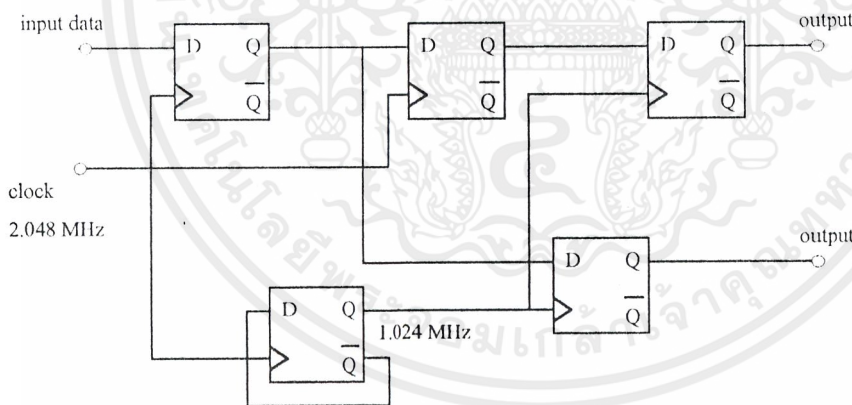 input data
output
D Q
Q
D Q
Q
D Q
Q
clock
2.048 MHz
output
D Q
Q
D Q
1.024 MHz
Q